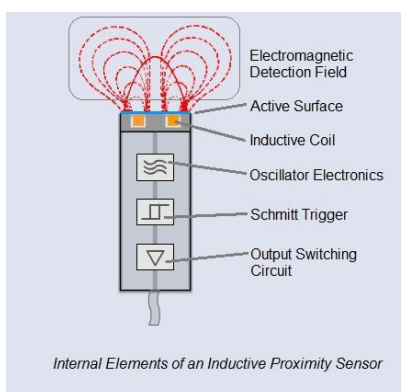 Electromagnetic
Detection Field
Active Surface
Inductive Coil
Oscillator Electronics
Schmitt Trigger
Output Switching
Circuit
Internal Elements of an Inductive Proximity Sensor